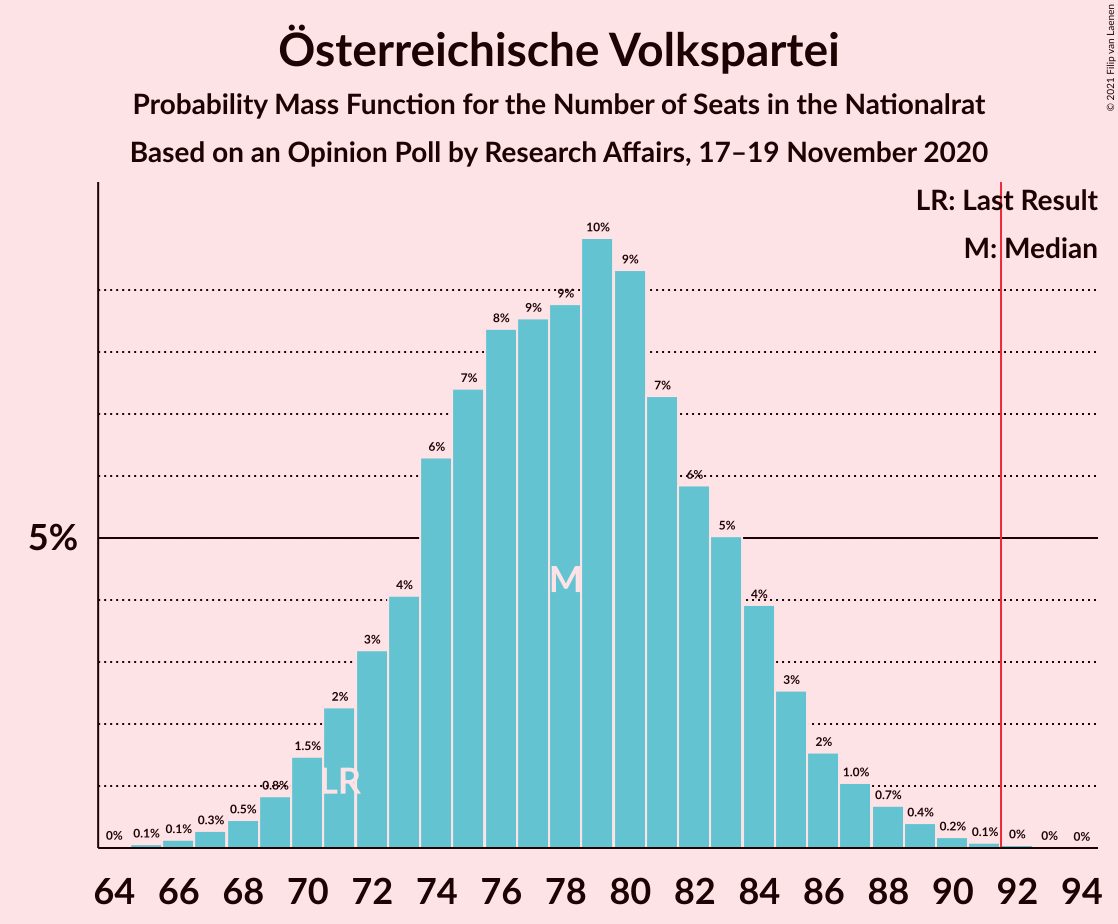 Österreichische Volkspartei
Probability Mass Function for the Number of Seats in the Nationalrat
Based on an Opinion Poll by Research Affairs, 17–19 November 2020
© 2021 Filip van Laenen
LR: Last Result
M: Median
5%
0% 0.1% 0.1% 0.3% 0.5% 0.8% 1.5% 2% 3% 4% 6% 7% 8% 9% 9% 10% 9% 7% 6% 5% 4% 3% 2% 1.0% 0.7% 0.4% 0.2% 0.1% 0% 0% 0%
M
LR
64 66 68 70 72 74 76 78 80 82 84 86 88 90 92 94